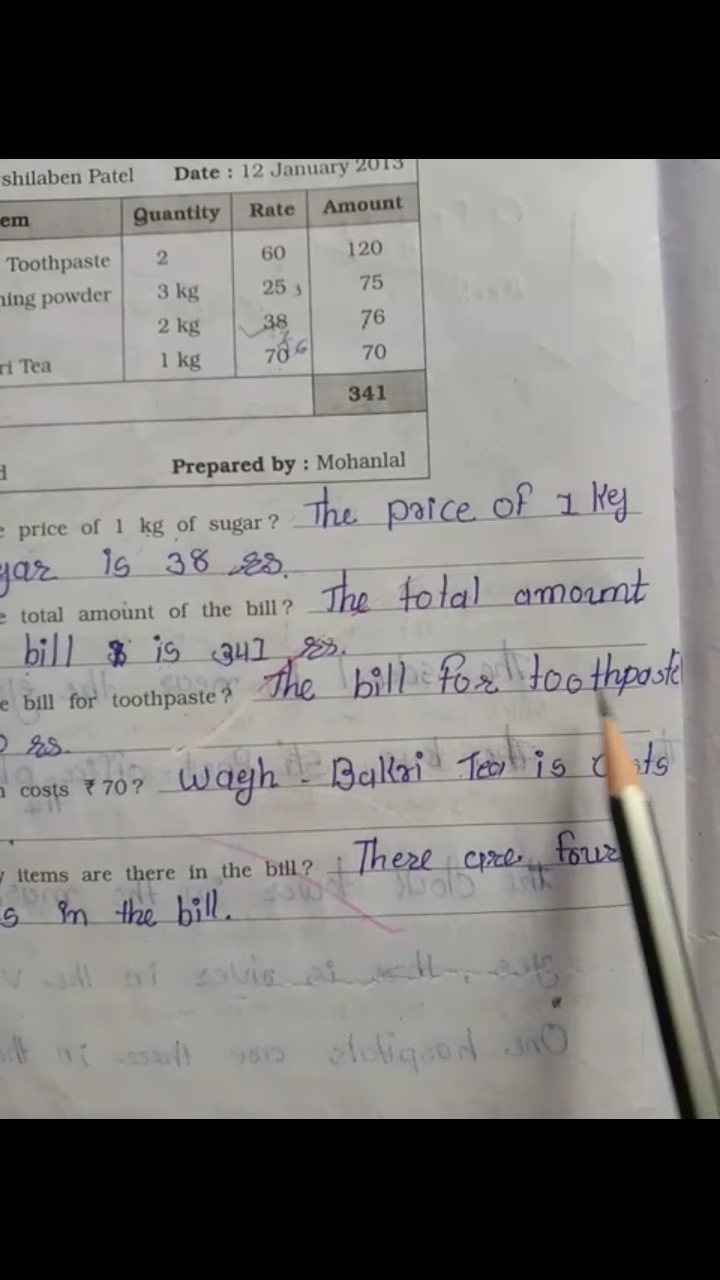 shilaben Patel Date : 12 January 2013
em Quantity Rate Amount
Toothpaste 2 60 120
ning powder 3 kg 25 3 75
2 kg 38 76
ri Tea 1 kg 70 6 70
341
d Prepared by : Mohanlal
e price of 1 kg of sugar? The price of 1 kg
gar is 38 rs.
e total amount of the bill? The total amount
bill is 341 rs.
e bill for toothpaste? The bill for toothpaste
0 rs.
n costs ₹ 70? Wagh - Bakri Tea is
y items are there in the bill? There are four
s in the bill.